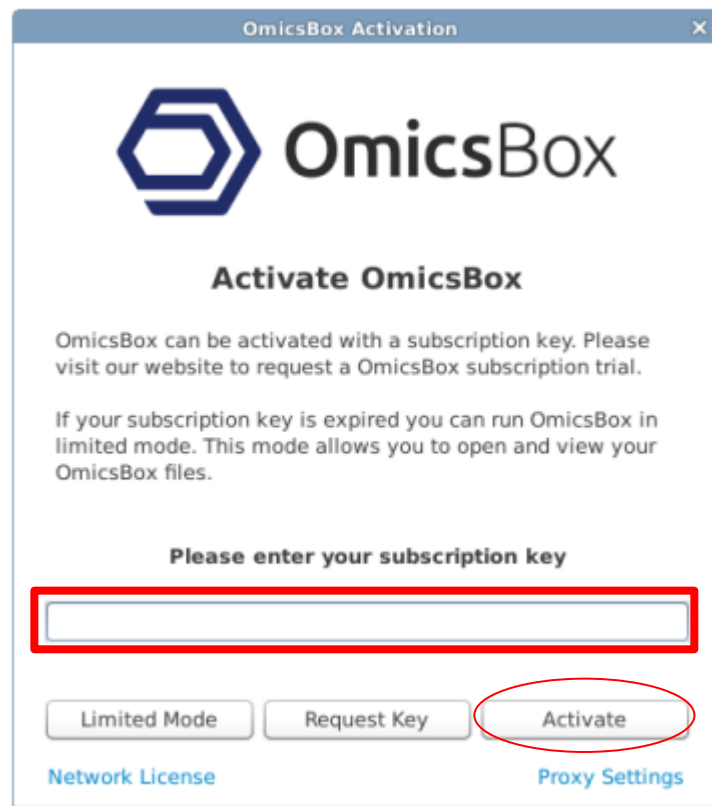 OmicsBox Activation ×
OmicsBox
Activate OmicsBox
OmicsBox can be activated with a subscription key. Please
visit our website to request a OmicsBox subscription trial.
If your subscription key is expired you can run OmicsBox in
limited mode. This mode allows you to open and view your
OmicsBox files.
Please enter your subscription key
Limited Mode Request Key Activate
Network License Proxy Settings